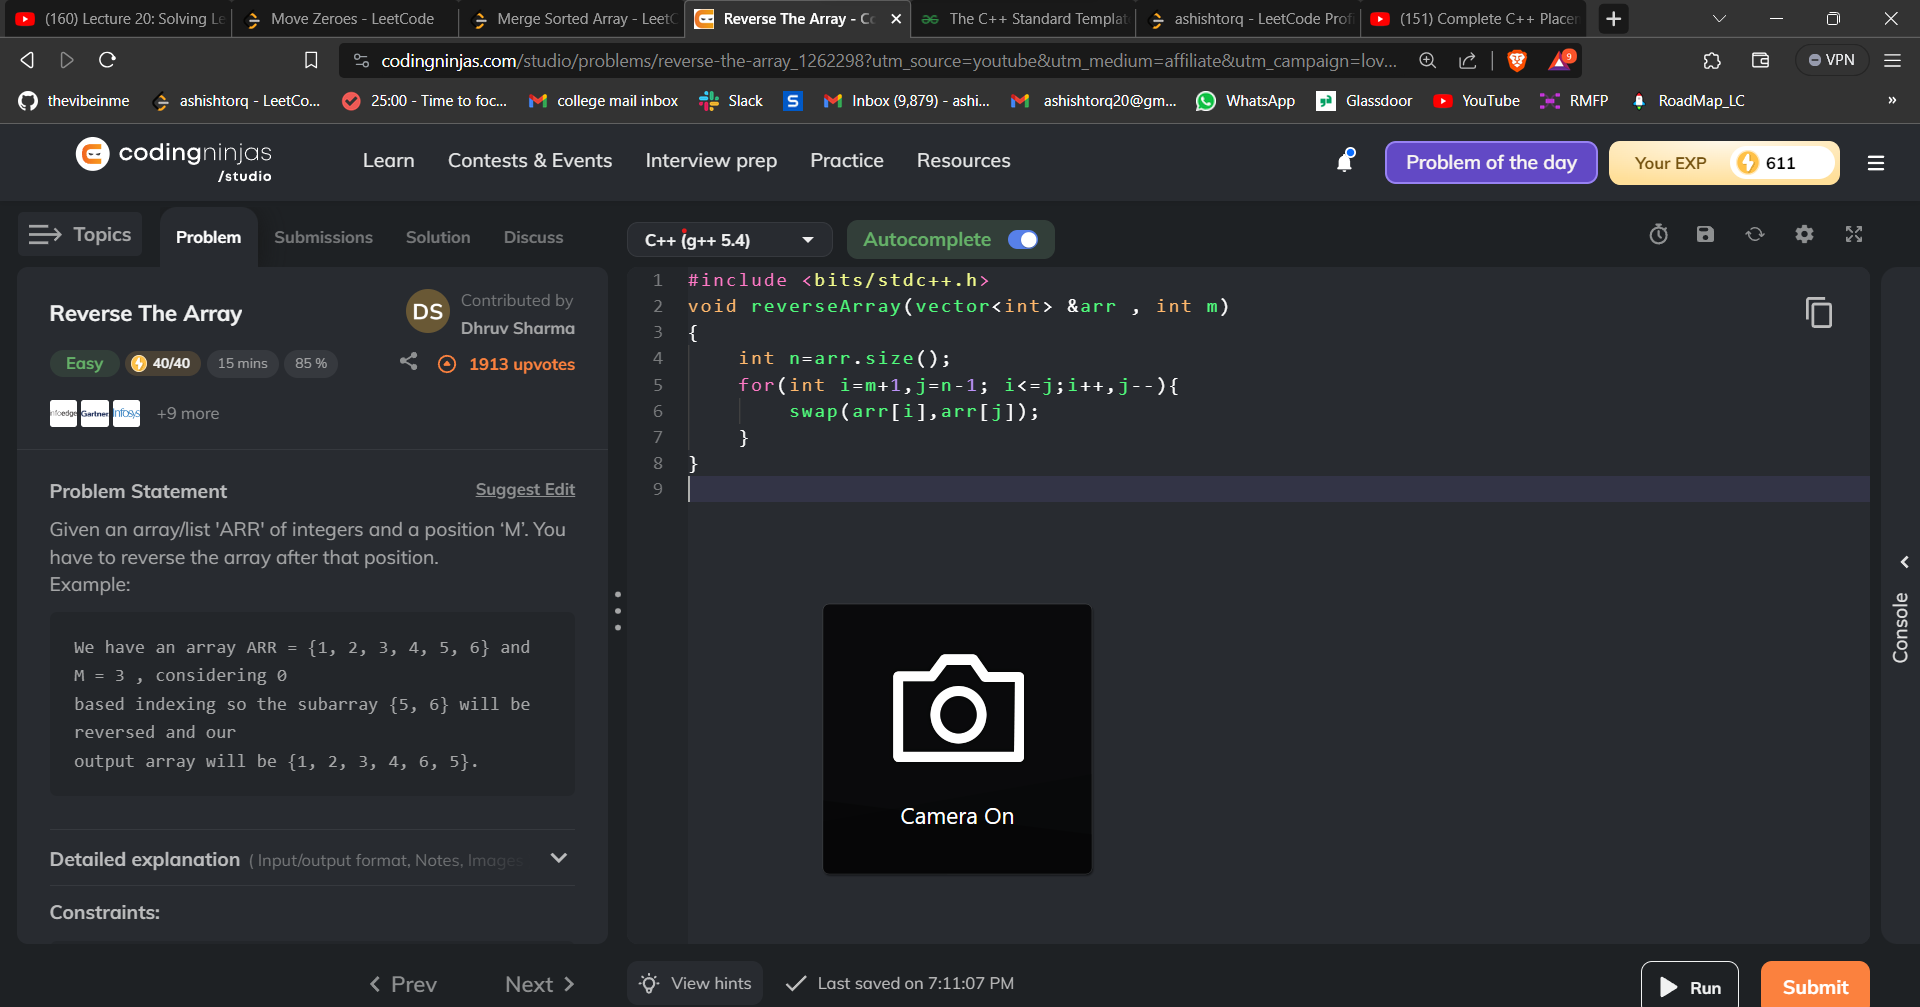 (160) Lecture 20: Solving Le
Move Zeroes - LeetCode
Merge Sorted Array - LeetC
Reverse The Array - Co
The C++ Standard Templat
ashishtorq - LeetCode Profi
(151) Complete C++ Placen
codingninjas.com/studio/problems/reverse-the-array_1262298?utm_source=youtube&utm_medium=affiliate&utm_campaign=lov...
9
VPN
thevibeinme
ashishtorq - LeetCo...
25:00 - Time to foc...
college mail inbox
Slack
S
Inbox (9,879) - ashi...
ashishtorq20@gm...
WhatsApp
Glassdoor
YouTube
RMFP
RoadMap_LC
»
codingninjas
/studio
Learn
Contests & Events
Interview prep
Practice
Resources
Problem of the day
Your EXP
611
Topics
Problem
Submissions
Solution
Discuss
C++ (g++ 5.4)
Autocomplete
Reverse The Array
DS
Contributed by
Dhruv Sharma
Easy
40/40
15 mins
85 %
1913 upvotes
infoedge
Gartner
Infosys
+9 more
Problem Statement
Suggest Edit
Given an array/list 'ARR' of integers and a position ‘M’. You
have to reverse the array after that position.
Example:
We have an array ARR = {1, 2, 3, 4, 5, 6} and
M = 3 , considering 0
based indexing so the subarray {5, 6} will be
reversed and our
output array will be {1, 2, 3, 4, 6, 5}.
Detailed explanation ( Input/output format, Notes, Images
Constraints:
Prev
Next
1 #include <bits/stdc++.h>
2 void reverseArray(vector<int> &arr , int m)
3 {
4 int n=arr.size();
5 for(int i=m+1,j=n-1; i<=j;i++,j--){
6 swap(arr[i],arr[j]);
7 }
8 }
9
Camera On
Console
View hints
Last saved on 7:11:07 PM
Run
Submit